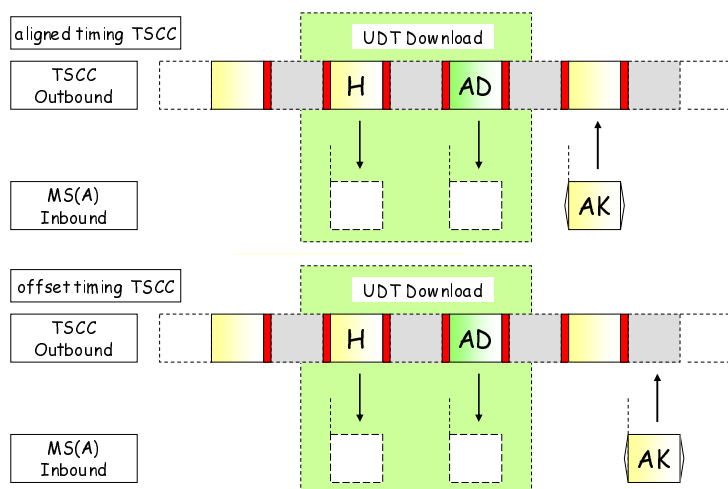 aligned timing TSCC
UDT Download
TSCC
Outbound
H
AD
MS(A)
Inbound
AK
offset timing TSCC
UDT Download
TSCC
Outbound
H
AD
MS(A)
Inbound
AK